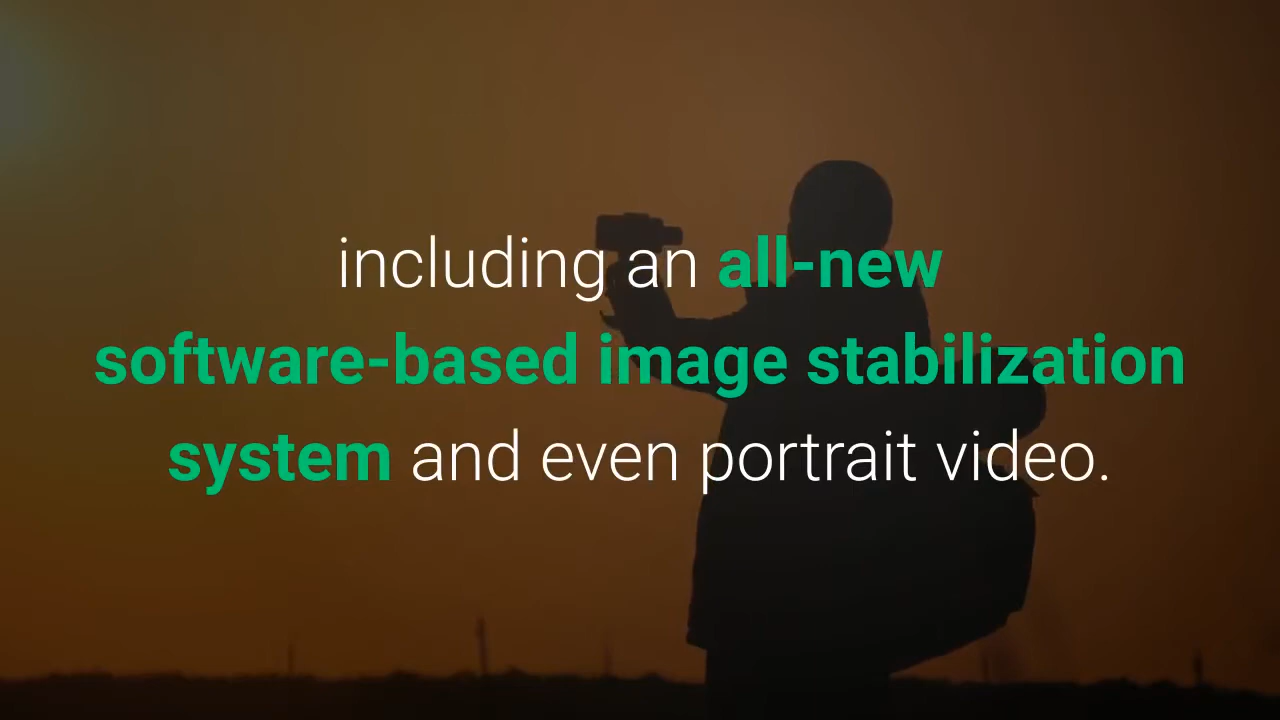 including an all-new
software-based image stabilization
system and even portrait video.